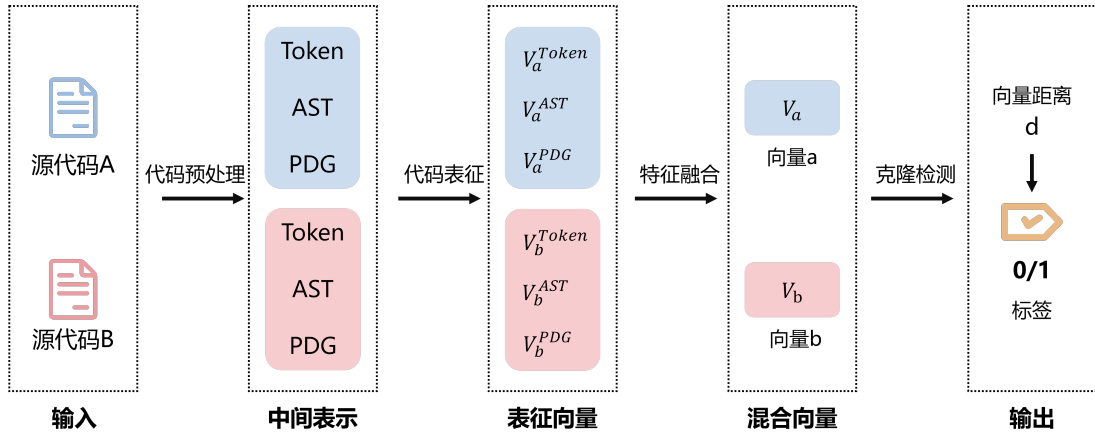 源代码A
源代码B
输入
代码预处理
Token
AST
PDG
Token
AST
PDG
中间表示
代码表征
V_a^{Token}
V_a^{AST}
V_a^{PDG}
V_b^{Token}
V_b^{AST}
V_b^{PDG}
表征向量
特征融合
V_a
向量a
V_b
向量b
混合向量
克隆检测
向量距离
d
0/1
标签
输出